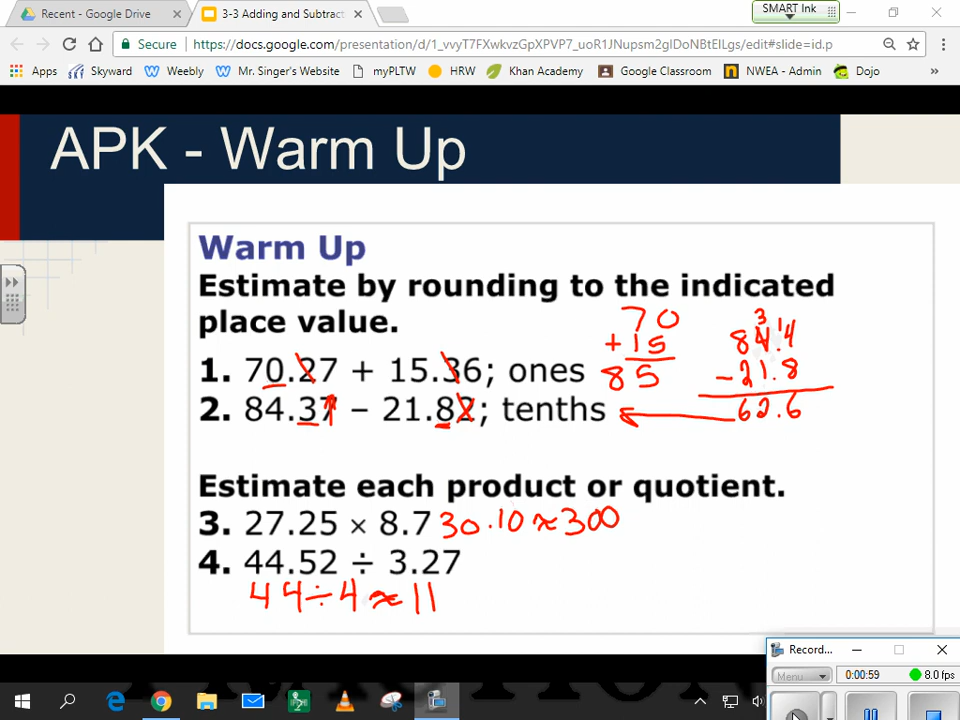 Recent - Google Drive
3-3 Adding and Subtract
SMART Ink
Secure
https://docs.google.com/presentation/d/1_vvyT7FXwkvzGpXPVP7_uoR1JNupsm2glDoNBtElLgs/edit#slide=id.p
Apps Skyward Weebly Mr. Singer's Website myPLTW HRW Khan Academy Google Classroom NWEA - Admin Dojo »
APK - Warm Up
Warm Up
Estimate by rounding to the indicated
place value.
70
+15
85
3 1
84.4
-21.8
62.6
1. 70.27 + 15.36; ones
2. 84.37 – 21.82; tenths
Estimate each product or quotient.
3. 27.25 × 8.7 30·10≈300
4. 44.52 ÷ 3.27
44÷4≈11
Record...
Menu
0:00:59
8.0 fps